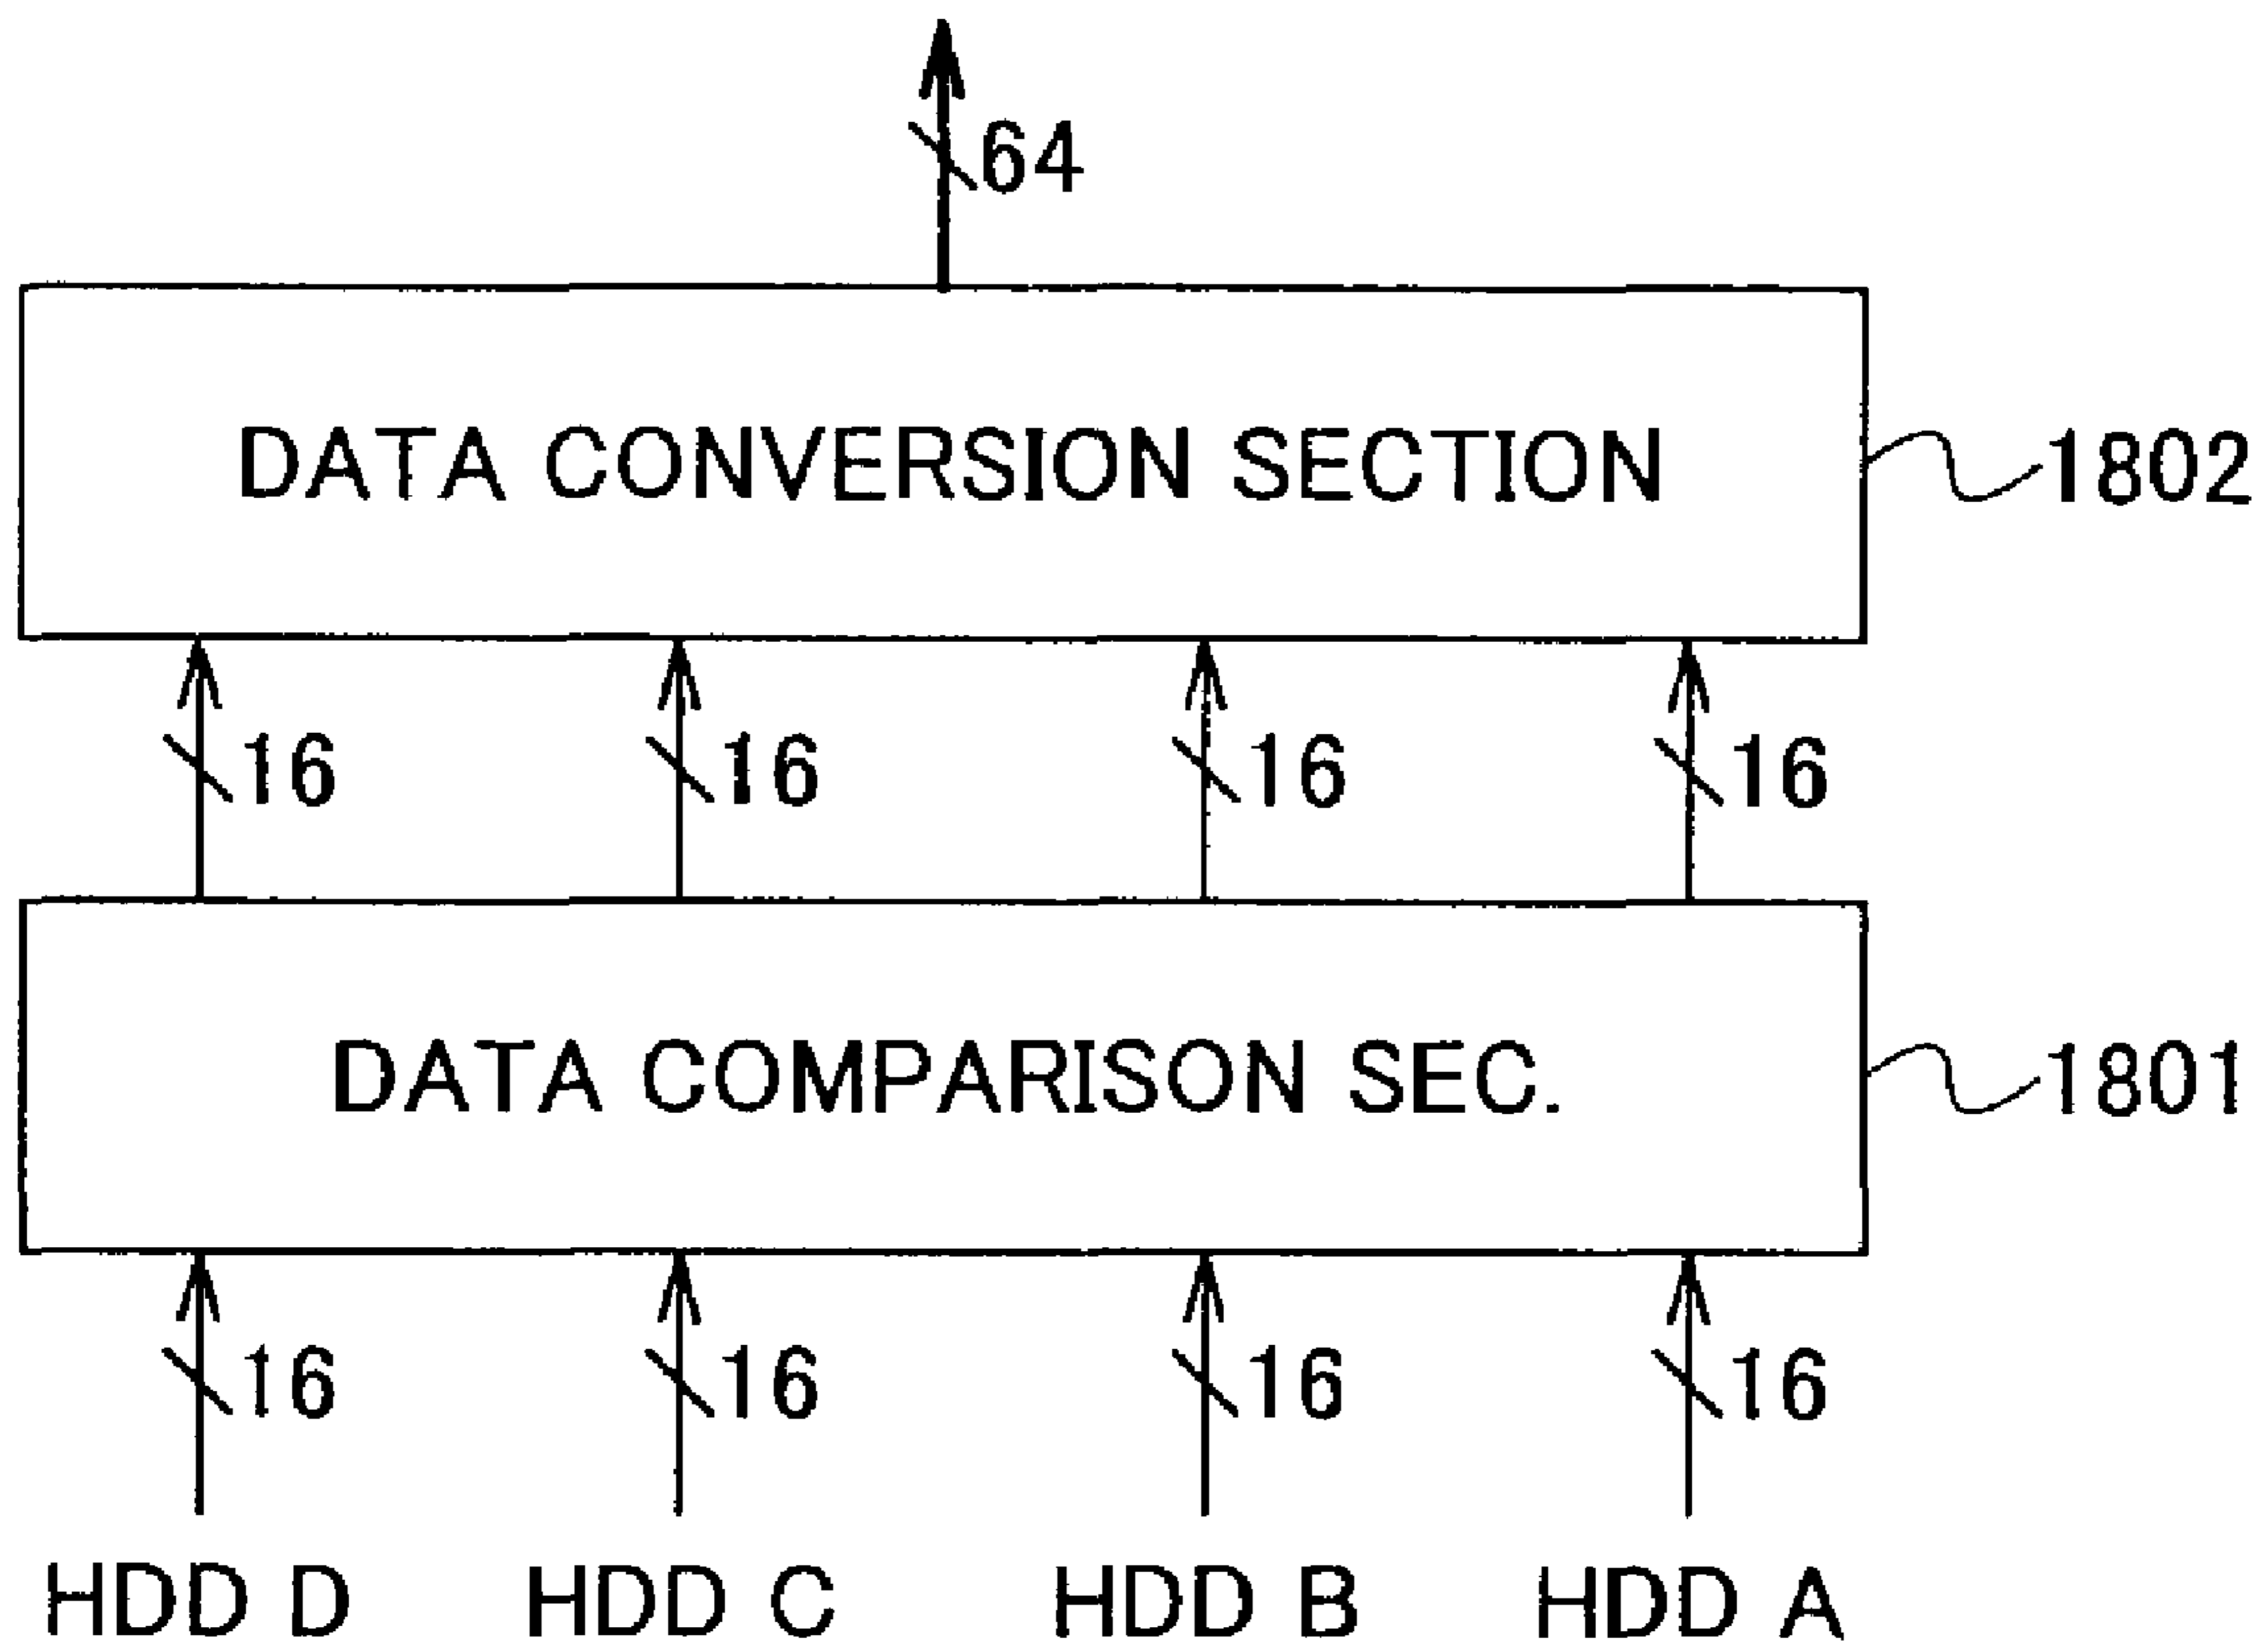 64
DATA CONVERSION SECTION 1802
16 16 16 16
DATA COMPARISON SEC. 1801
16 16 16 16
HDD D HDD C HDD B HDD A